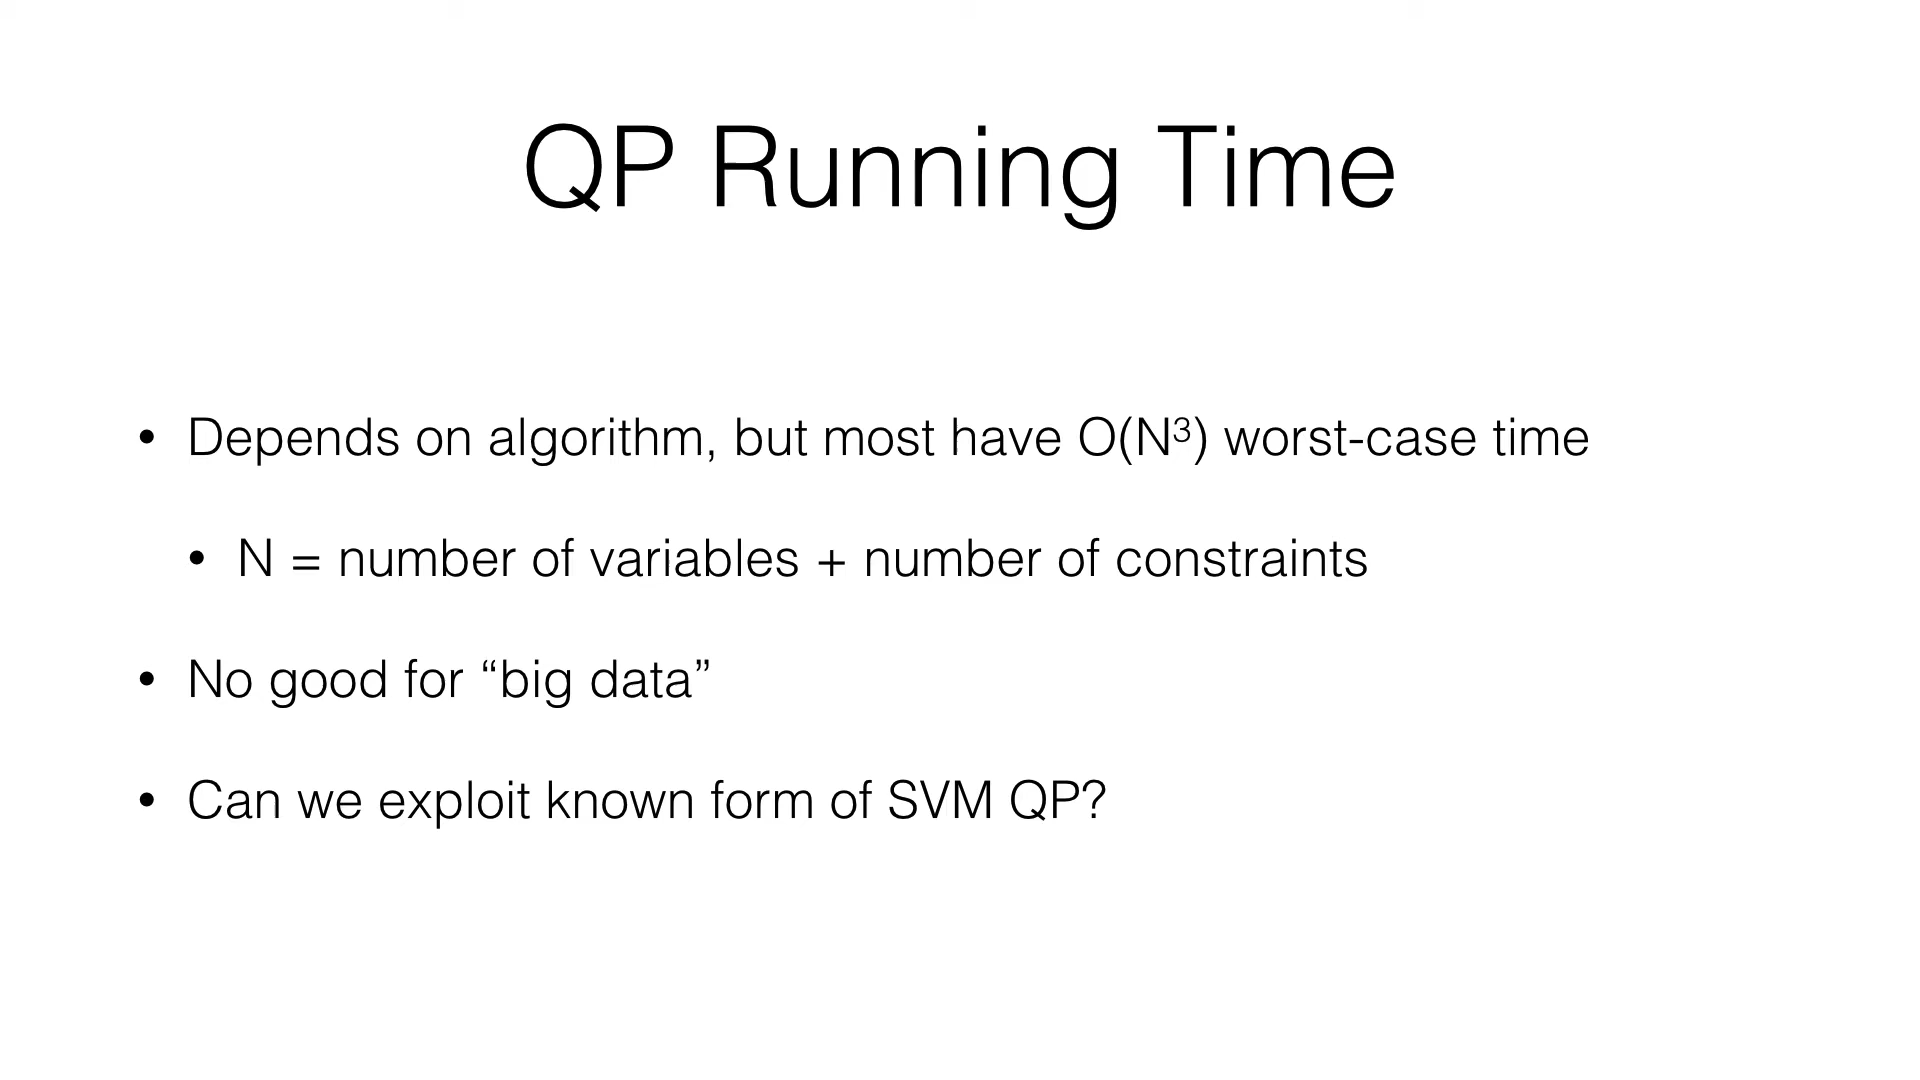 QP Running Time
• Depends on algorithm, but most have O(N³) worst-case time
• N = number of variables + number of constraints
• No good for “big data”
• Can we exploit known form of SVM QP?